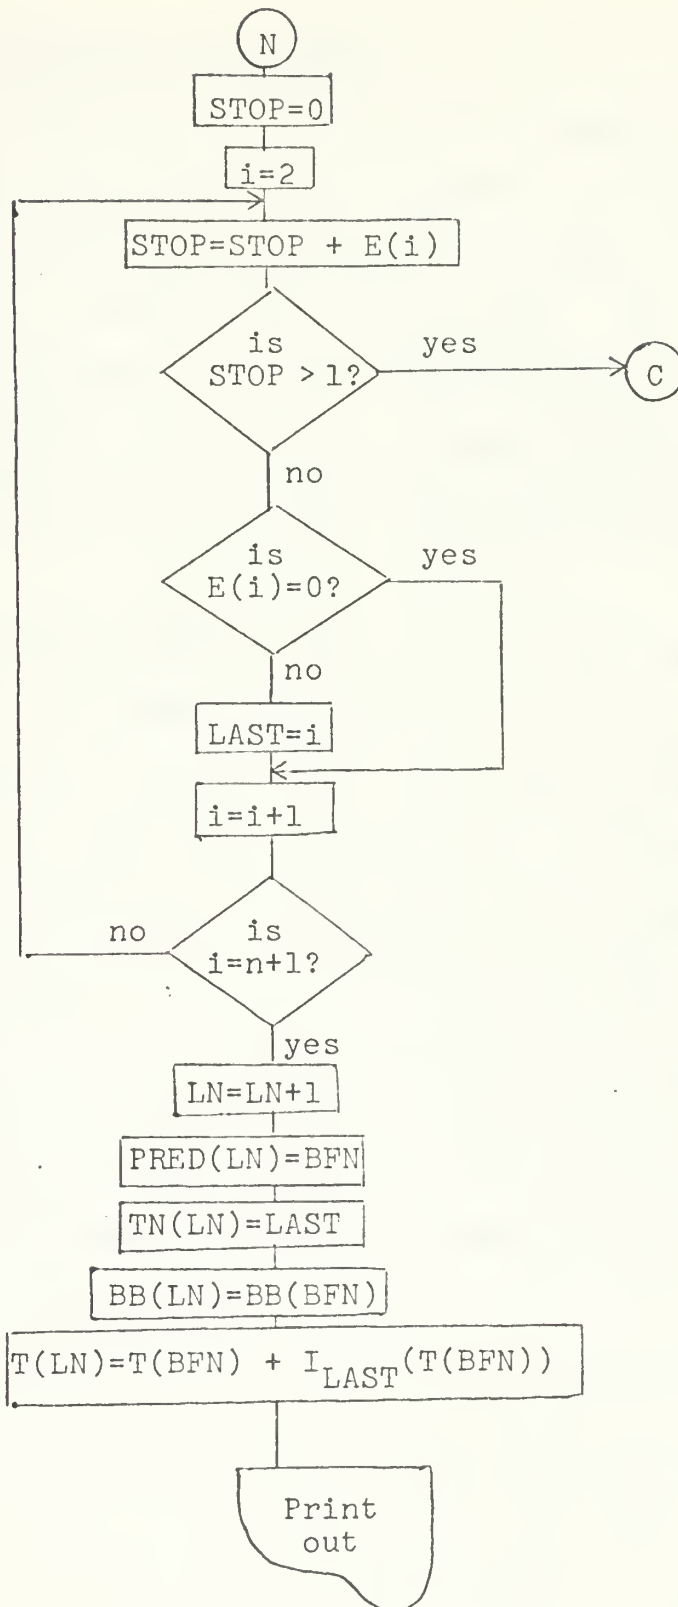 N
STOP=0
i=2
STOP=STOP + E(i)
is
STOP > 1?
yes
C
no
is
E(i)=0?
yes
no
LAST=i
i=i+1
no
is
i=n+1?
yes
LN=LN+1
PRED(LN)=BFN
TN(LN)=LAST
BB(LN)=BB(BFN)
T(LN)=T(BFN) + I_LAST(T(BFN))
Print
out